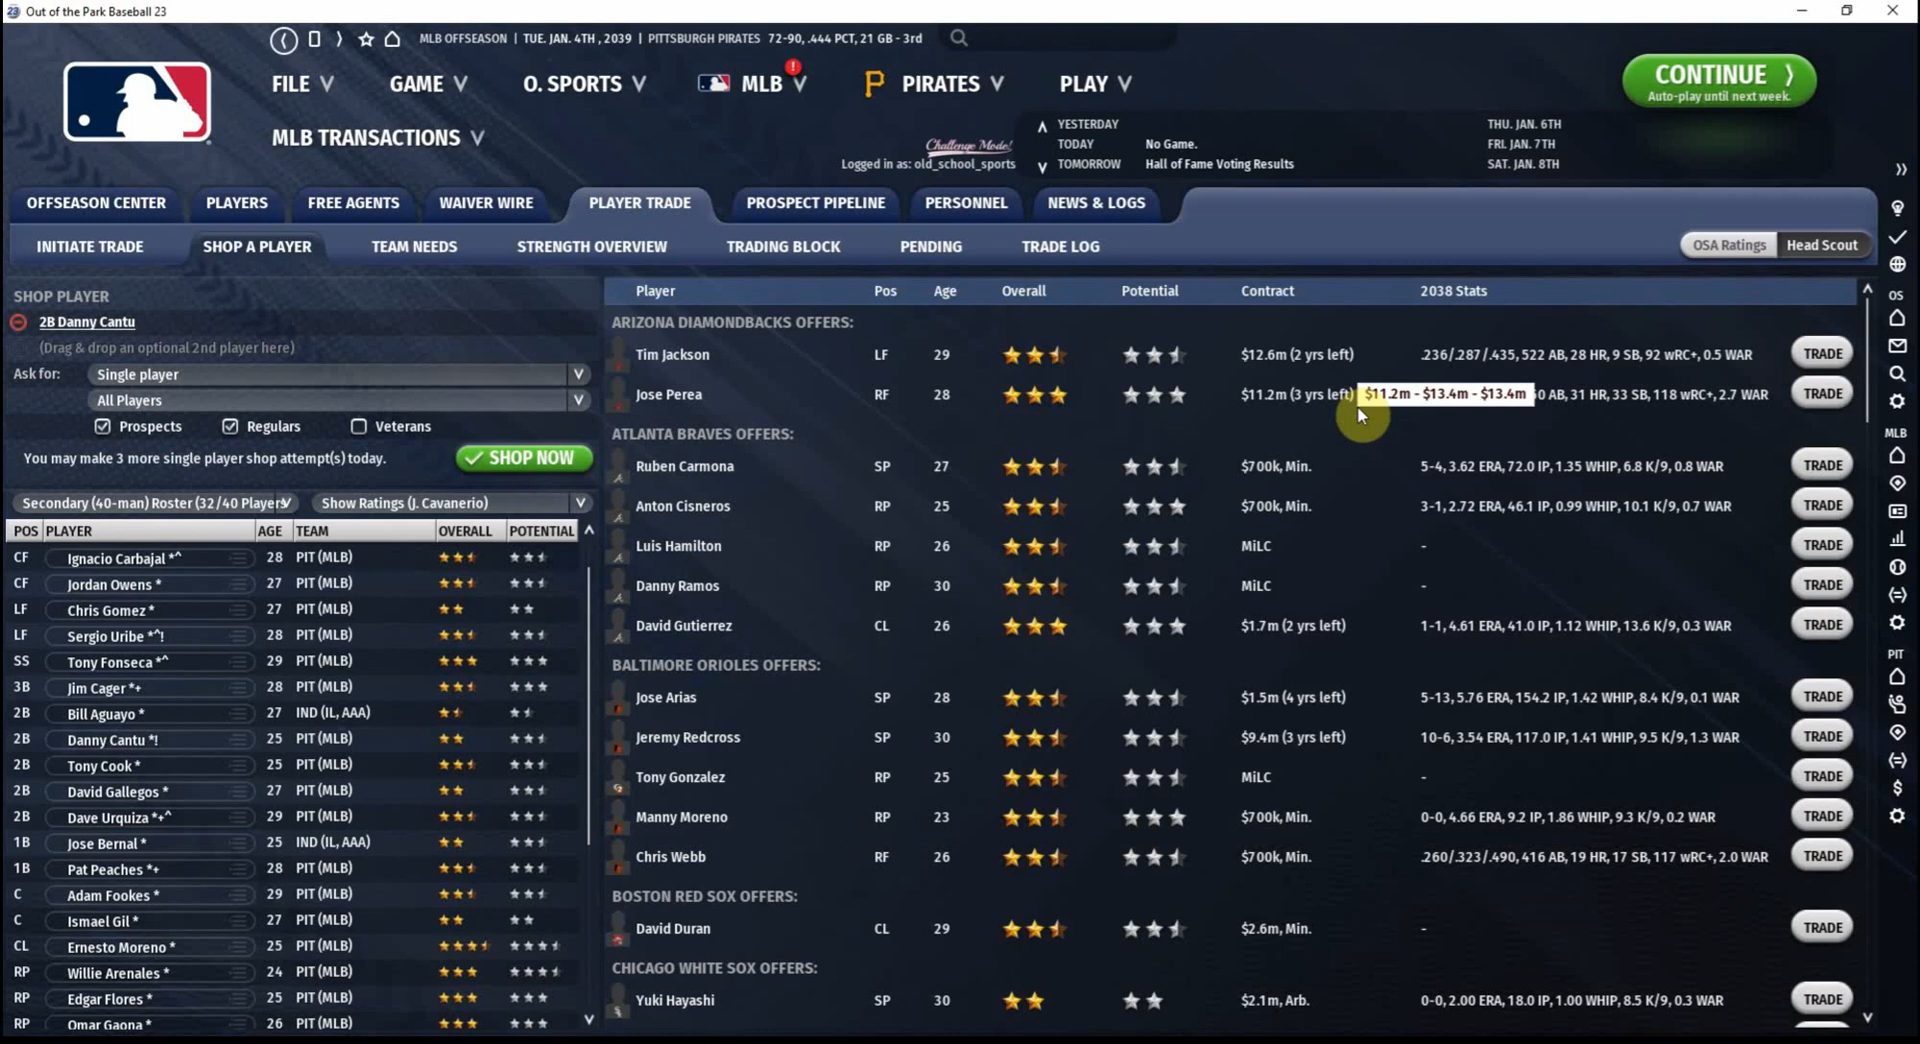 Out of the Park Baseball 23
MLB OFFSEASON | TUE. JAN. 4TH , 2039 | PITTSBURGH PIRATES 72-90, .444 PCT, 21 GB - 3rd
FILE GAME O. SPORTS MLB PIRATES PLAY
CONTINUE
Auto-play until next week.
MLB TRANSACTIONS
Challenge Mode!
Logged in as: old_school_sports
YESTERDAY
TODAY No Game.
TOMORROW Hall of Fame Voting Results
THU. JAN. 6TH
FRI. JAN. 7TH
SAT. JAN. 8TH
OFFSEASON CENTER PLAYERS FREE AGENTS WAIVER WIRE PLAYER TRADE PROSPECT PIPELINE PERSONNEL NEWS & LOGS
INITIATE TRADE SHOP A PLAYER TEAM NEEDS STRENGTH OVERVIEW TRADING BLOCK PENDING TRADE LOG OSA Ratings Head Scout
SHOP PLAYER
2B Danny Cantu
(Drag & drop an optional 2nd player here)
Ask for: Single player
All Players
Prospects Regulars Veterans
You may make 3 more single player shop attempt(s) today. SHOP NOW
Secondary (40-man) Roster (32/40 Players Show Ratings (J. Cavanerio)
POS PLAYER AGE TEAM OVERALL POTENTIAL
CF Ignacio Carbajal *^ 28 PIT (MLB)
CF Jordan Owens * 27 PIT (MLB)
LF Chris Gomez * 27 PIT (MLB)
LF Sergio Uribe *^! 28 PIT (MLB)
SS Tony Fonseca *^ 29 PIT (MLB)
3B Jim Cager *+ 28 PIT (MLB)
2B Bill Aguayo * 27 IND (IL, AAA)
2B Danny Cantu *! 25 PIT (MLB)
2B Tony Cook * 25 PIT (MLB)
2B David Gallegos * 27 PIT (MLB)
2B Dave Urquiza *+^ 29 PIT (MLB)
1B Jose Bernal * 25 IND (IL, AAA)
1B Pat Peaches *+ 28 PIT (MLB)
C Adam Fookes * 29 PIT (MLB)
C Ismael Gil * 27 PIT (MLB)
CL Ernesto Moreno * 25 PIT (MLB)
RP Willie Arenales * 24 PIT (MLB)
RP Edgar Flores * 25 PIT (MLB)
RP Omar Gaona * 26 PIT (MLB)
Player Pos Age Overall Potential Contract 2038 Stats
ARIZONA DIAMONDBACKS OFFERS:
Tim Jackson LF 29 $12.6m (2 yrs left) .236/.287/.435, 522 AB, 28 HR, 9 SB, 92 wRC+, 0.5 WAR TRADE
Jose Perea RF 28 $11.2m (3 yrs left) $11.2m - $13.4m - $13.4m 0 AB, 31 HR, 33 SB, 118 wRC+, 2.7 WAR TRADE
ATLANTA BRAVES OFFERS:
Ruben Carmona SP 27 $700k, Min. 5-4, 3.62 ERA, 72.0 IP, 1.35 WHIP, 6.8 K/9, 0.8 WAR TRADE
Anton Cisneros RP 25 $700k, Min. 3-1, 2.72 ERA, 46.1 IP, 0.99 WHIP, 10.1 K/9, 0.7 WAR TRADE
Luis Hamilton RP 26 MiLC - TRADE
Danny Ramos RP 30 MiLC - TRADE
David Gutierrez CL 26 $1.7m (2 yrs left) 1-1, 4.61 ERA, 41.0 IP, 1.12 WHIP, 13.6 K/9, 0.3 WAR TRADE
BALTIMORE ORIOLES OFFERS:
Jose Arias SP 28 $1.5m (4 yrs left) 5-13, 5.76 ERA, 154.2 IP, 1.42 WHIP, 8.4 K/9, 0.1 WAR TRADE
Jeremy Redcross SP 30 $9.4m (3 yrs left) 10-6, 3.54 ERA, 117.0 IP, 1.41 WHIP, 9.5 K/9, 1.3 WAR TRADE
Tony Gonzalez RP 25 MiLC - TRADE
Manny Moreno RP 23 $700k, Min. 0-0, 4.66 ERA, 9.2 IP, 1.86 WHIP, 9.3 K/9, 0.2 WAR TRADE
Chris Webb RF 26 $700k, Min. .260/.323/.490, 416 AB, 19 HR, 17 SB, 117 wRC+, 2.0 WAR TRADE
BOSTON RED SOX OFFERS:
David Duran CL 29 $2.6m, Min. - TRADE
CHICAGO WHITE SOX OFFERS:
Yuki Hayashi SP 30 $2.1m, Arb. 0-0, 2.00 ERA, 18.0 IP, 1.00 WHIP, 8.5 K/9, 0.3 WAR TRADE
OS
MLB
PIT